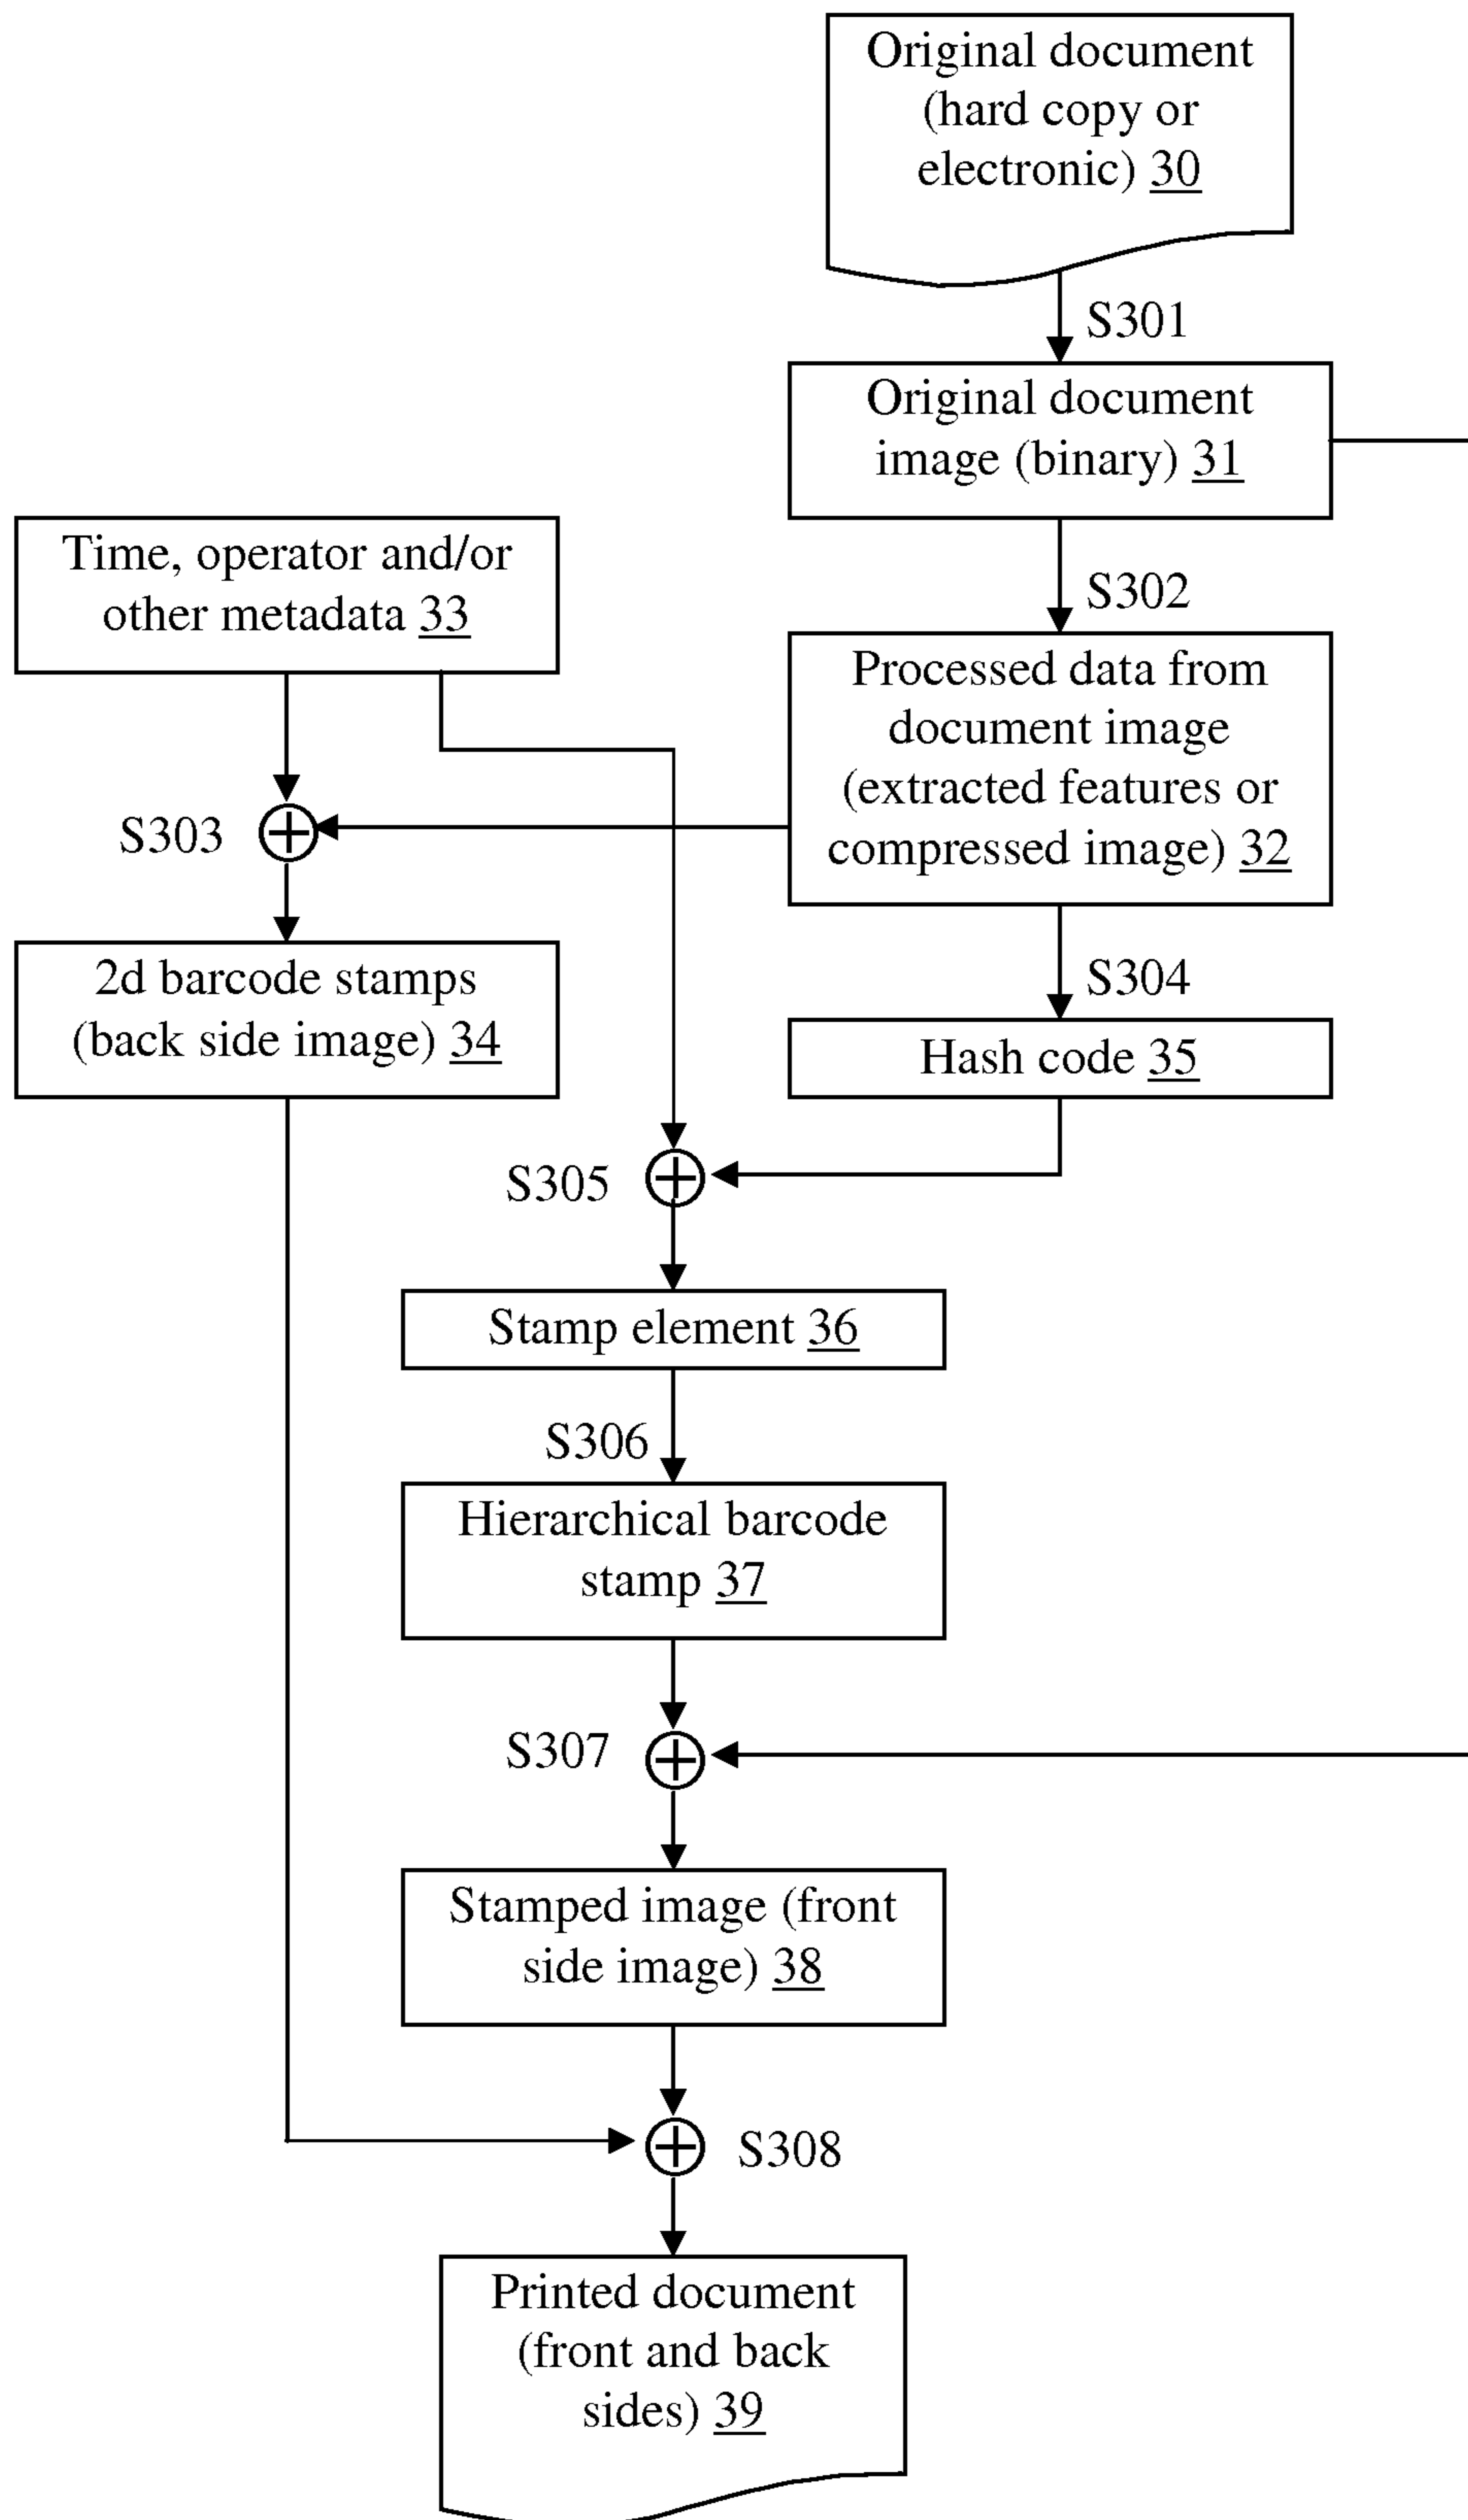 Original document
(hard copy or
electronic) 30
S301
Original document
image (binary) 31
Time, operator and/or
other metadata 33
S302
Processed data from
document image
(extracted features or
compressed image) 32
S303
2d barcode stamps
(back side image) 34
S304
Hash code 35
S305
Stamp element 36
S306
Hierarchical barcode
stamp 37
S307
Stamped image (front
side image) 38
S308
Printed document
(front and back
sides) 39